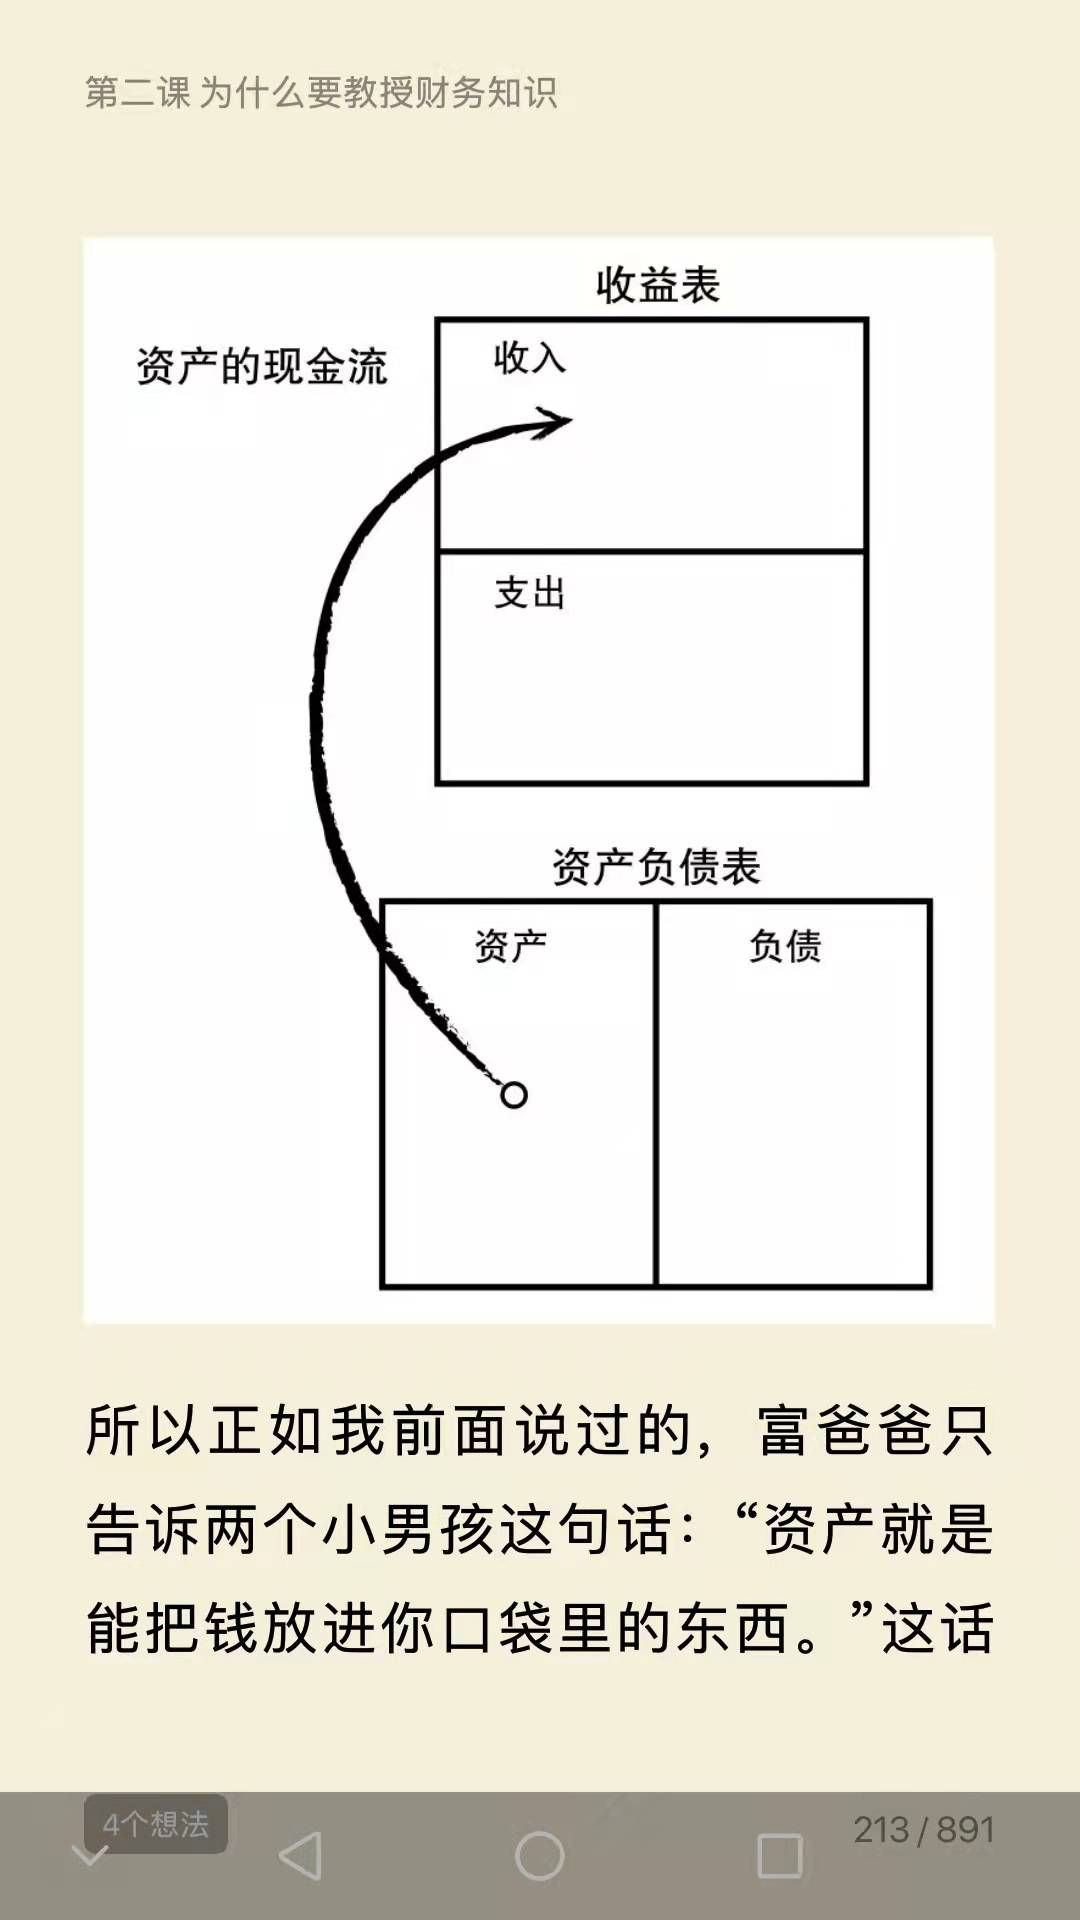 第二课 为什么要教授财务知识
收益表
资产的现金流
收入
支出
资产负债表
资产
负债
所以正如我前面说过的，富爸爸只
告诉两个小男孩这句话：“资产就是
能把钱放进你口袋里的东西。”这话
4个想法
213 / 891